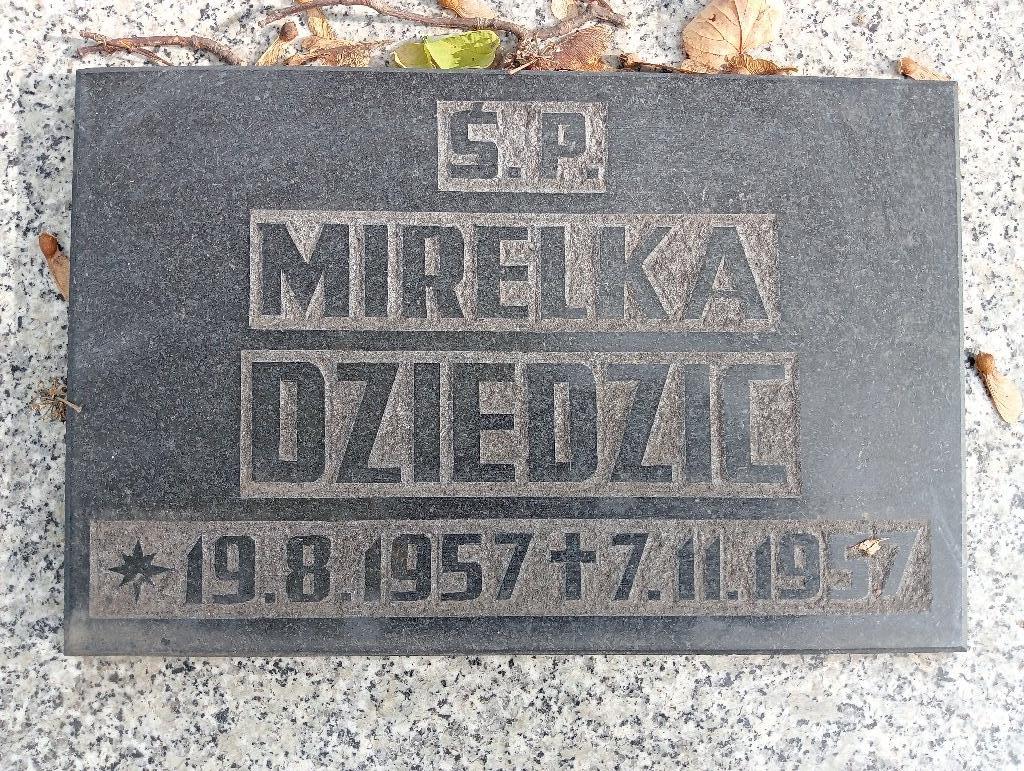 Ś.P.
MIRELKA
DZIEDZIC
19.8.1957 † 7.11.1957